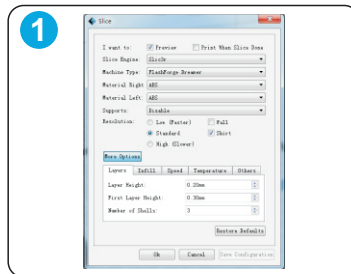 1
Slice
I want to: Preview Print When Slice Done
Slice Engine: Slic3r
Machine Type: FlashForge Dreamer
Material Right ABS
Material Left: ABS
Supports: Disable
Resolution: Low (Faster) Wall
Standard Skirt
High (Slower)
More Options
Layers Infill Speed Temperature Others
Layer Height: 0.20mm
First Layer Height: 0.30mm
Number of Shells: 3
Restore Defaults
Ok Cancel Save Configuration